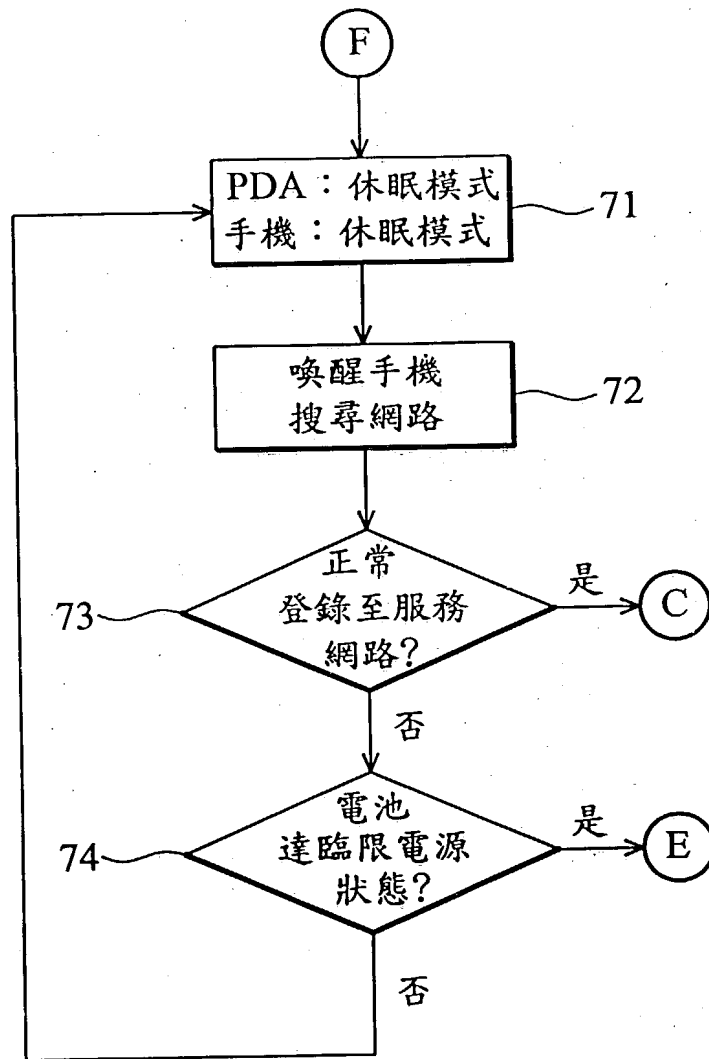 F
PDA：休眠模式
手機：休眠模式
71
喚醒手機
搜尋網路
72
正常
登錄至服務
網路?
73
是
C
否
電池
達臨限電源
狀態?
74
是
E
否